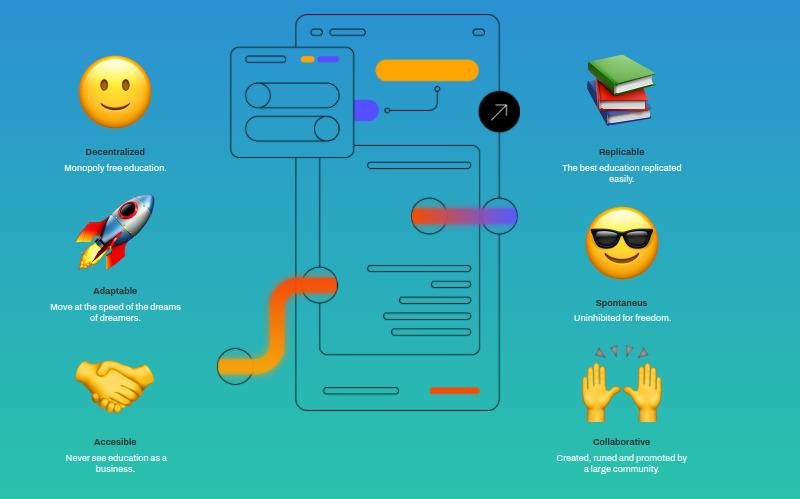 Decentralized
Monopoly free education.
Adaptable
Move at the speed of the dreams
of dreamers.
Accesible
Never see education as a
business.
Replicable
The best education replicated
easily.
Spontaneus
Uninhibited for freedom.
Collaborative
Created, runed and promoted by
a large community.